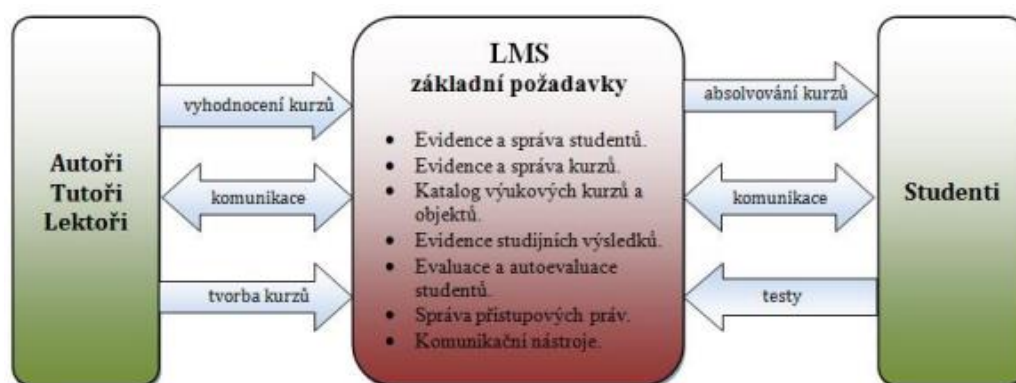 Autoři
Tutoři
Lektoři
vyhodnocení kurzů
komunikace
tvorba kurzů
LMS
základní požadavky
• Evidence a správa studentů.
• Evidence a správa kurzů.
• Katalog výukových kurzů a
objektů.
• Evidence studijních výsledků.
• Evaluace a autoevaluace
studentů.
• Správa přístupových práv.
• Komunikační nástroje.
absolvování kurzů
komunikace
testy
Studenti